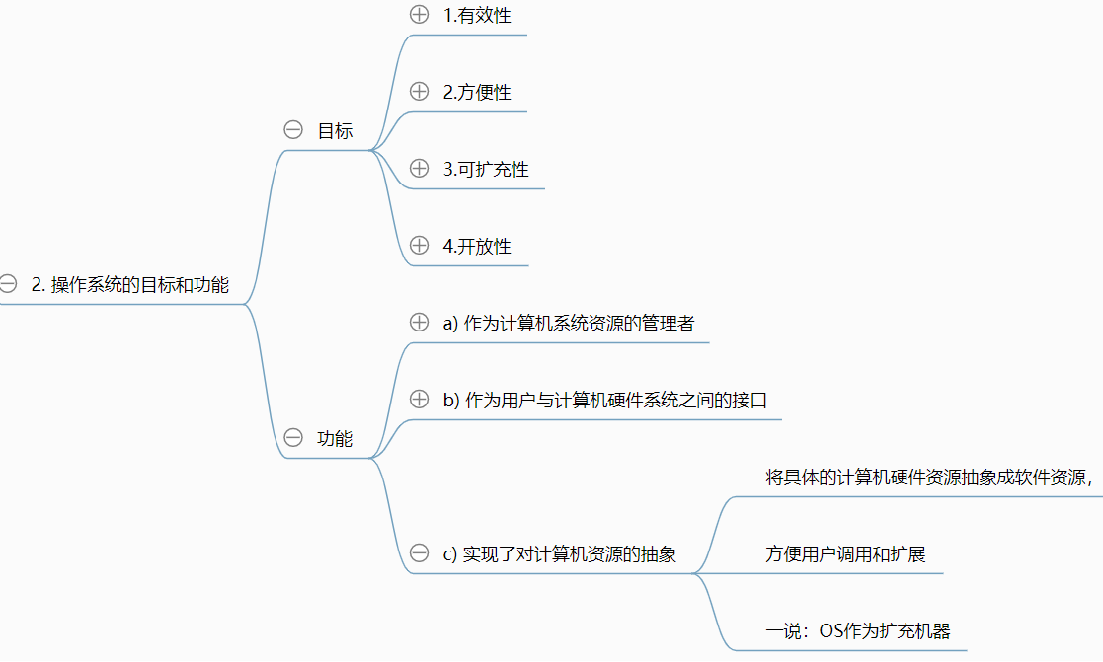 1.有效性
2.方便性
目标
3.可扩充性
4.开放性
2. 操作系统的目标和功能
a) 作为计算机系统资源的管理者
b) 作为用户与计算机硬件系统之间的接口
功能
将具体的计算机硬件资源抽象成软件资源，
c) 实现了对计算机资源的抽象
方便用户调用和扩展
一说：OS作为扩充机器